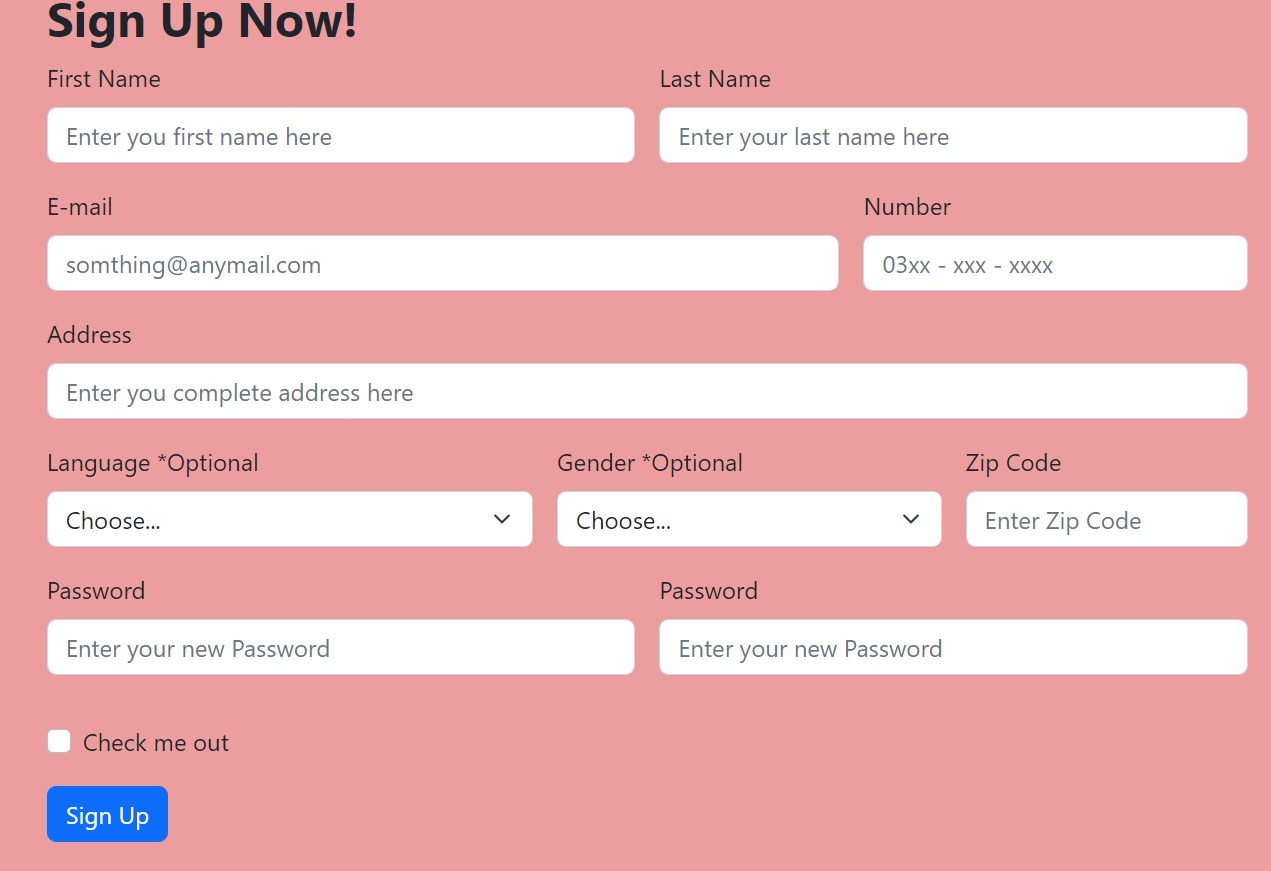 Sign Up Now!
First Name Last Name
Enter you first name here Enter your last name here
E-mail Number
somthing@anymail.com 03xx - xxx - xxxx
Address
Enter you complete address here
Language *Optional Gender *Optional Zip Code
Choose... Choose... Enter Zip Code
Password Password
Enter your new Password Enter your new Password
Check me out
Sign Up